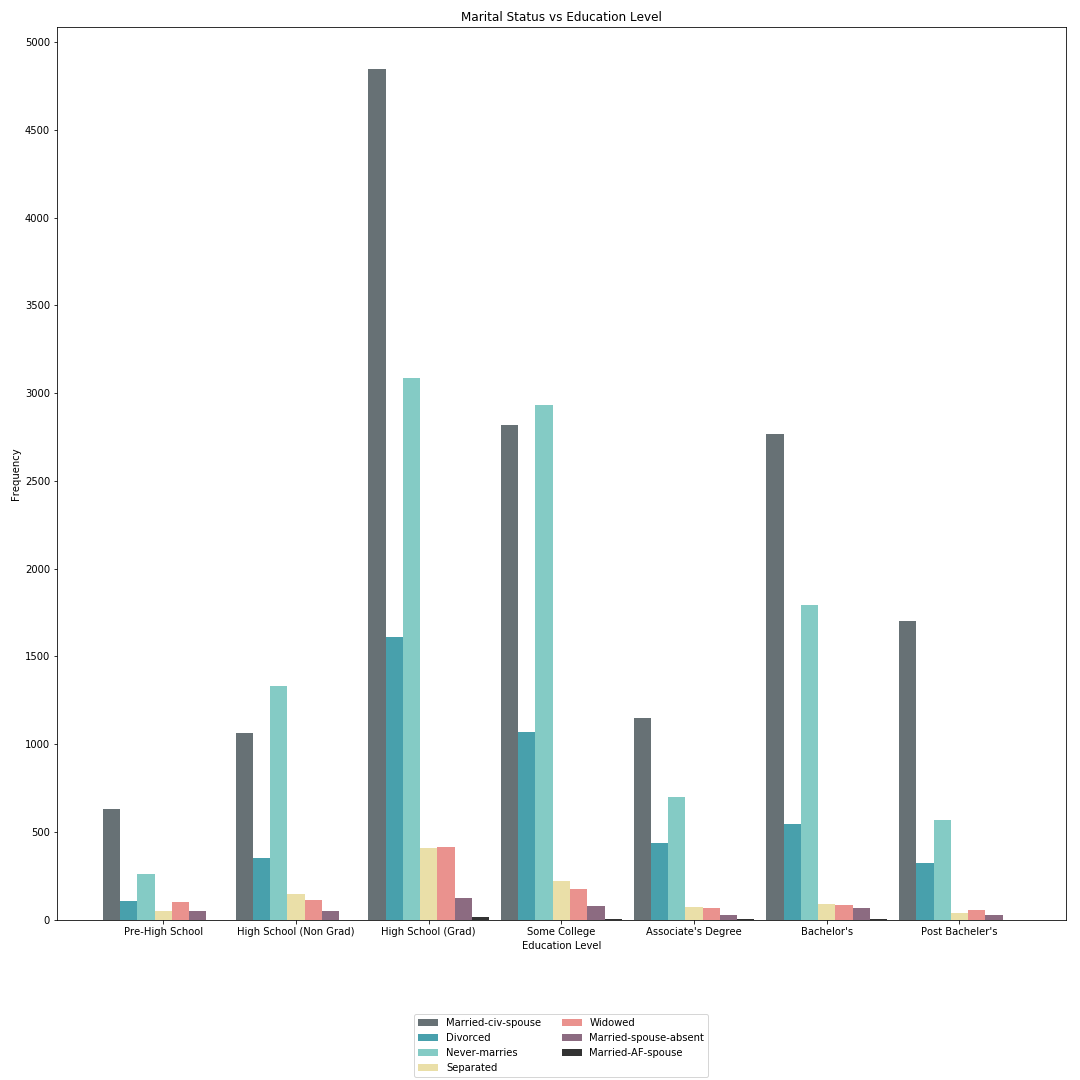 Marital Status vs Education Level
5000
4500
4000
3500
3000
2500
2000
1500
1000
500
0
Frequency
Pre-High School High School (Non Grad) High School (Grad) Some College Associate's Degree Bachelor's Post Bacheler's
Education Level
Married-civ-spouse
Divorced
Never-marries
Separated
Widowed
Married-spouse-absent
Married-AF-spouse